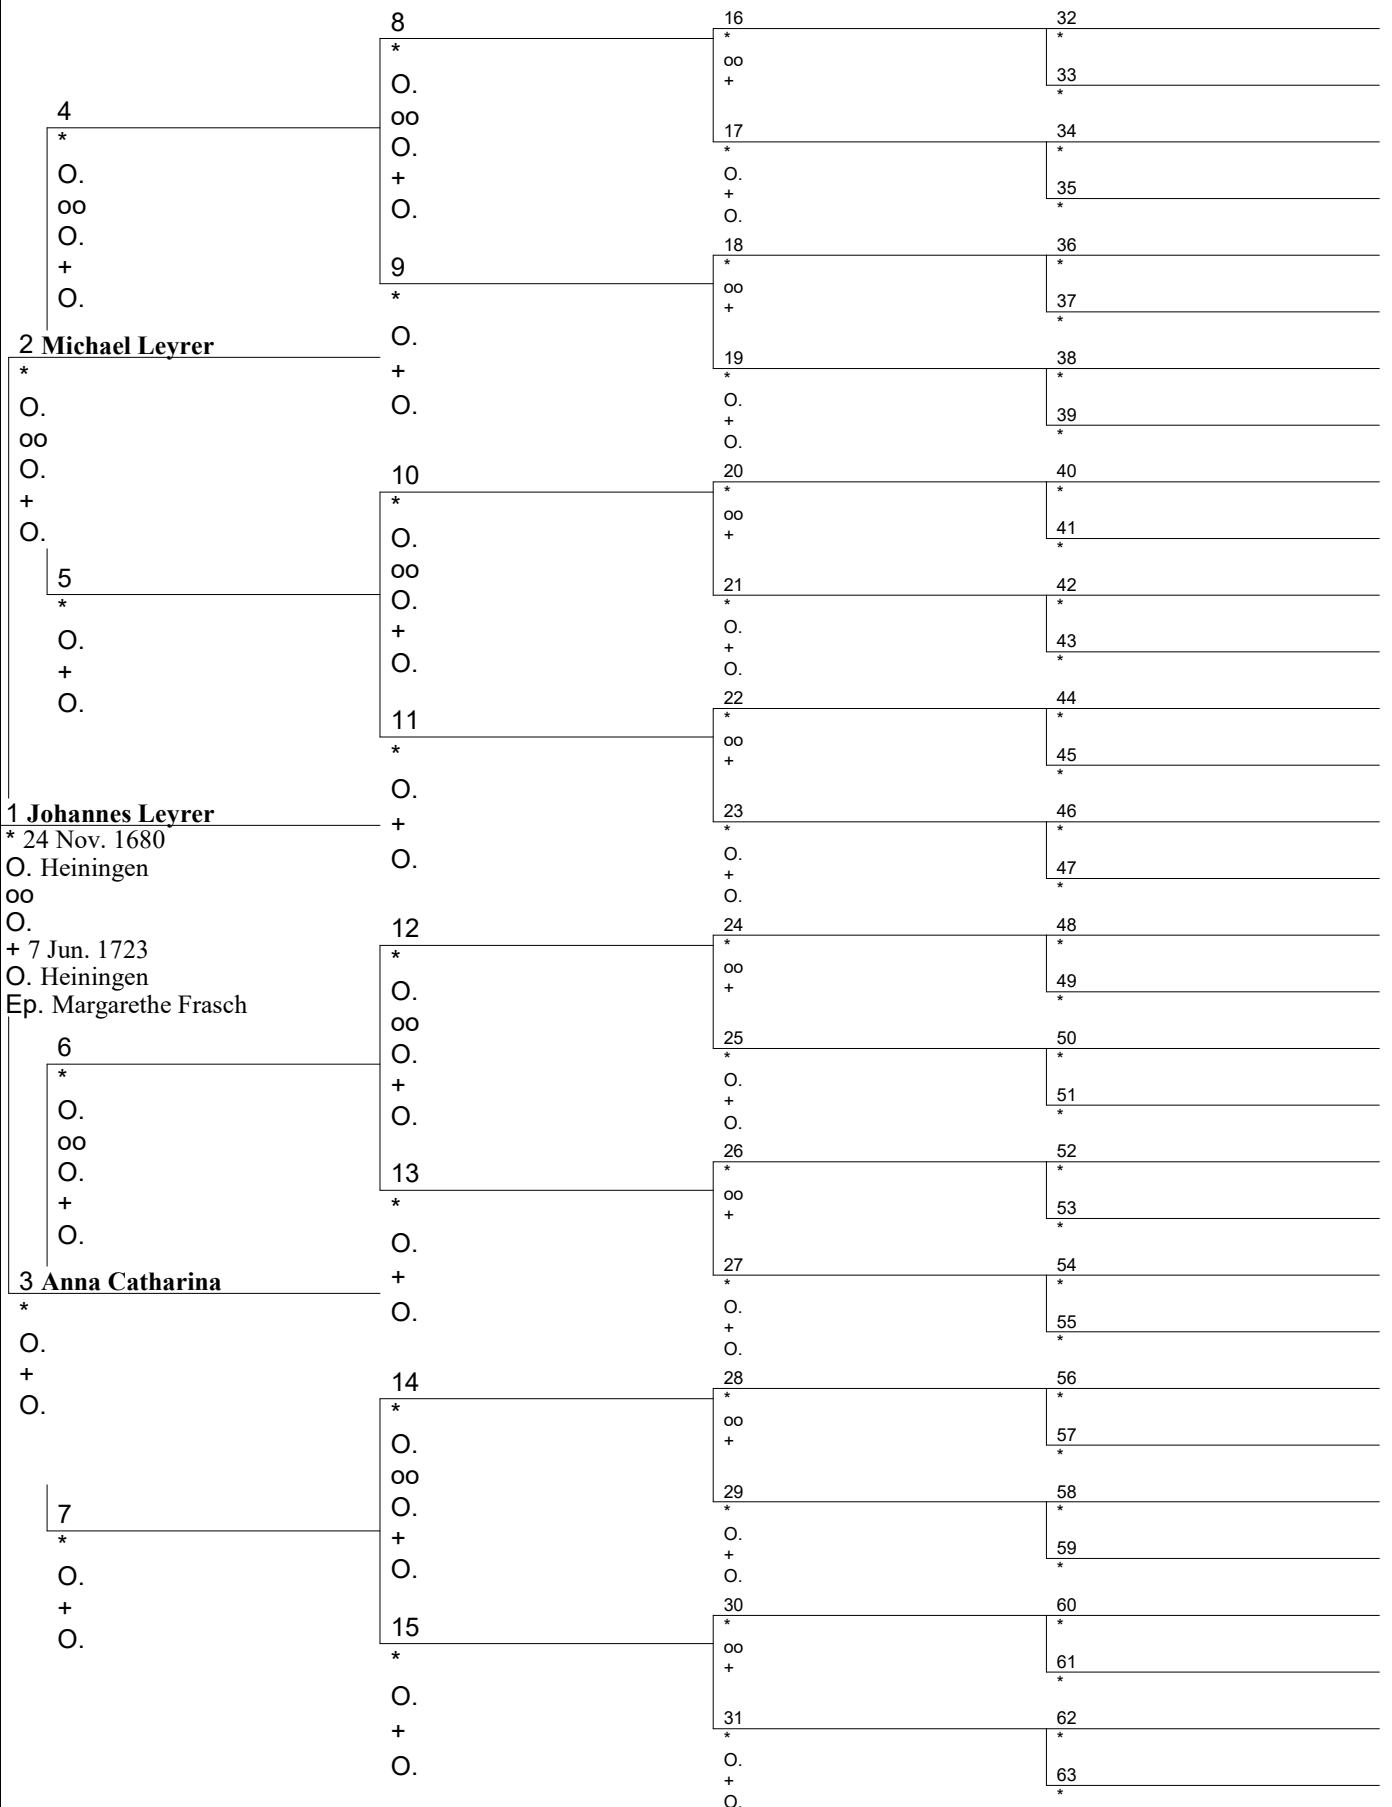 4
*
O.
oo
O.
+
O.
2 Michael Leyrer
*
O.
oo
O.
+
O.
5
*
O.
+
O.
1 Johannes Leyrer
* 24 Nov. 1680
O. Heiningen
oo
O.
+ 7 Jun. 1723
O. Heiningen
Ep. Margarethe Frasch
6
*
O.
oo
O.
+
O.
3 Anna Catharina
*
O.
+
O.
7
*
O.
+
O.
8
*
O.
oo
O.
+
O.
9
*
O.
+
O.
10
*
O.
oo
O.
+
O.
11
*
O.
+
O.
12
*
O.
oo
O.
+
O.
13
*
O.
+
O.
14
*
O.
oo
O.
+
O.
15
*
O.
+
O.
16
*
oo
+
17
*
O.
+
O.
18
*
oo
+
19
*
O.
+
O.
20
*
oo
+
21
*
O.
+
O.
22
*
oo
+
23
*
O.
+
O.
24
*
oo
+
25
*
O.
+
O.
26
*
oo
+
27
*
O.
+
O.
28
*
oo
+
29
*
O.
+
O.
30
*
oo
+
31
*
O.
+
O.
32
*
33
*
34
*
35
*
36
*
37
*
38
*
39
*
40
*
41
*
42
*
43
*
44
*
45
*
46
*
47
*
48
*
49
*
50
*
51
*
52
*
53
*
54
*
55
*
56
*
57
*
58
*
59
*
60
*
61
*
62
*
63
*